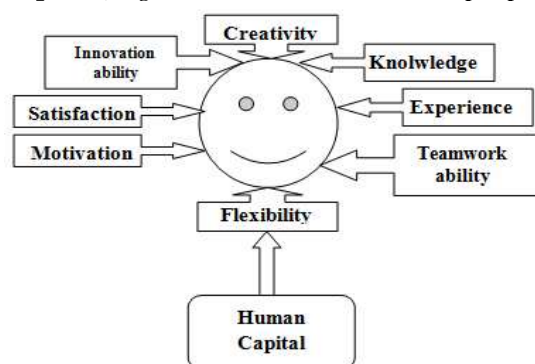 Creativity
Innovation
ability
Knolwledge
Satisfaction
Experience
Motivation
Teamwork
ability
Flexibility
Human
Capital